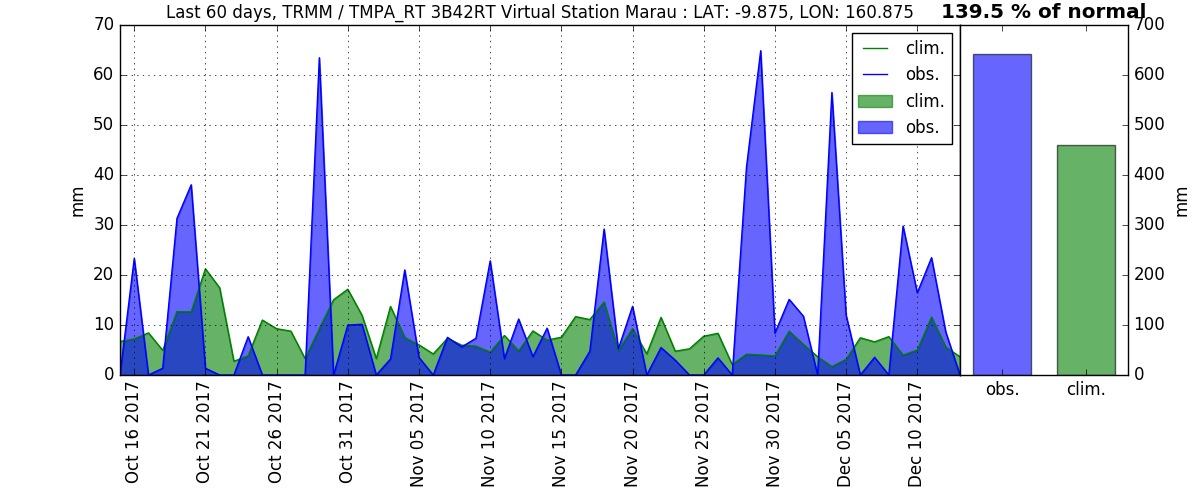 Last 60 days, TRMM / TMPA_RT 3B42RT Virtual Station Marau : LAT: -9.875, LON: 160.875
139.5 % of normal
70
60
50
40
30
20
10
0
mm
clim.
obs.
clim.
obs.
700
600
500
400
300
200
100
0
mm
obs.
clim.
Oct 16 2017
Oct 21 2017
Oct 26 2017
Oct 31 2017
Nov 05 2017
Nov 10 2017
Nov 15 2017
Nov 20 2017
Nov 25 2017
Nov 30 2017
Dec 05 2017
Dec 10 2017